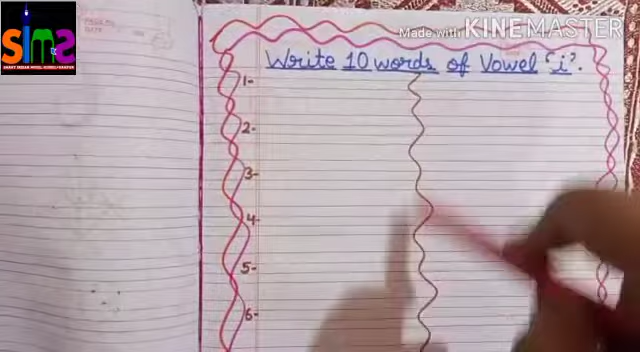 SIMS
Made with KINEMASTER
Write 10 words of Vowel 'i'.
1-
2-
3-
4-
5-
6-